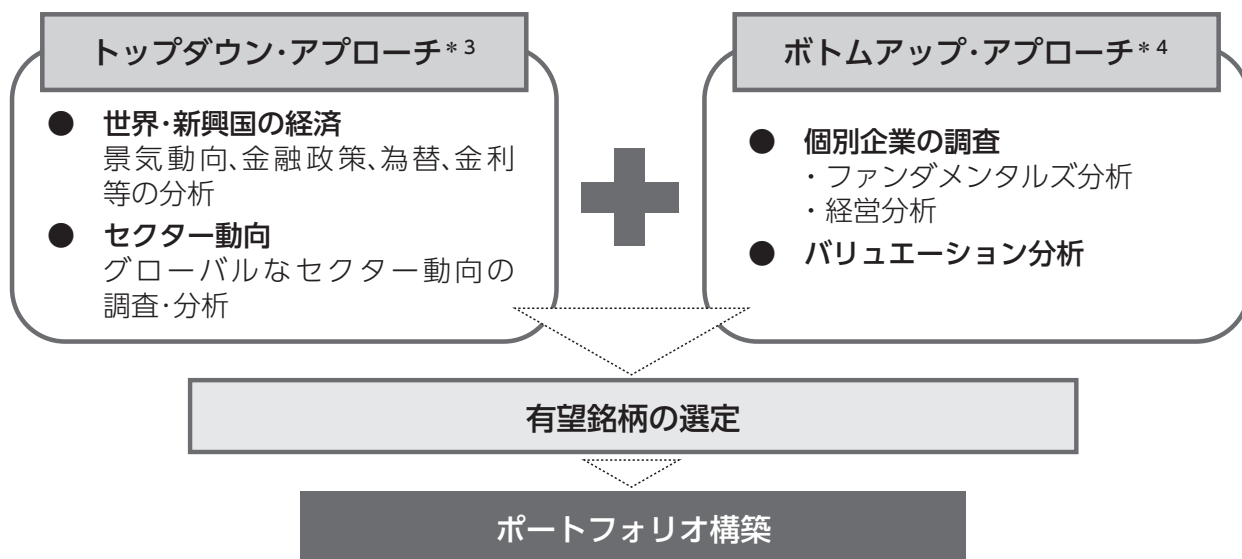 トップダウン・アプローチ＊3
● 世界・新興国の経済
景気動向、金融政策、為替、金利
等の分析
● セクター動向
グローバルなセクター動向の
調査・分析
ボトムアップ・アプローチ＊4
● 個別企業の調査
・ファンダメンタルズ分析
・経営分析
● バリュエーション分析
有望銘柄の選定
ポートフォリオ構築